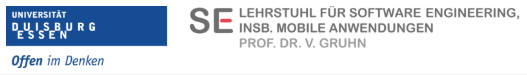 UNIVERSITÄT
DUISBURG
ESSEN
Offen im Denken
SE LEHRSTUHL FÜR SOFTWARE ENGINEERING,
INSB. MOBILE ANWENDUNGEN
PROF. DR. V. GRUHN